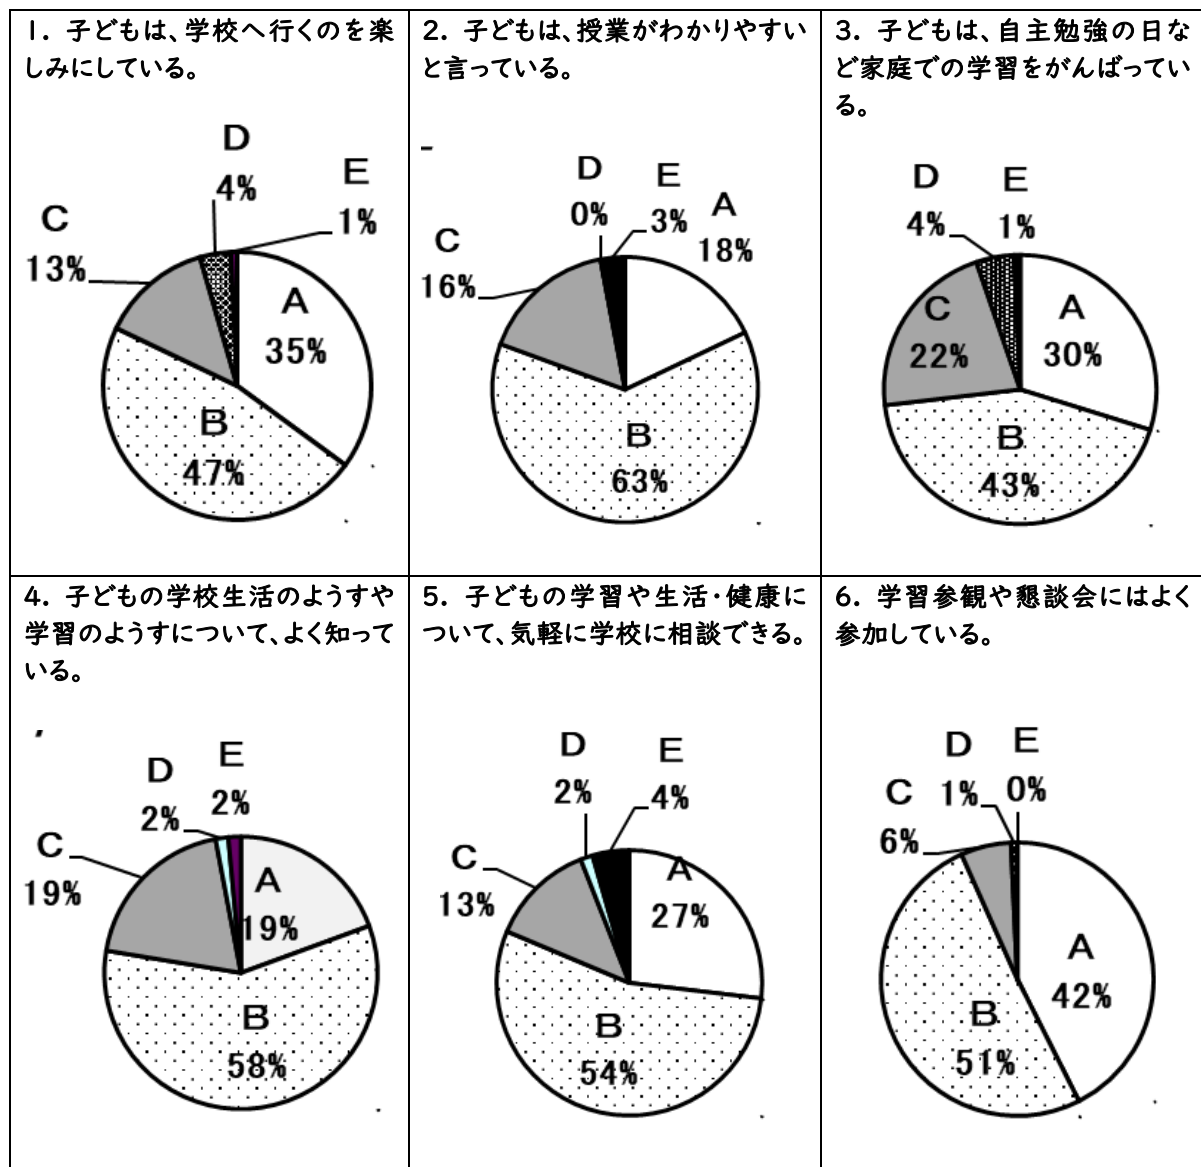 1. 子どもは、学校へ行くのを楽
しみにしている。
D
4%
E
1%
C
13%
A
35%
B
47%
2. 子どもは、授業がわかりやすい
と言っている。
D
0%
E
3%
A
18%
C
16%
B
63%
3. 子どもは、自主勉強の日な
ど家庭での学習をがんばってい
る。
D
4%
E
1%
C
22%
A
30%
B
43%
4. 子どもの学校生活のようすや
学習のようすについて、よく知って
いる。
D
2%
E
2%
C
19%
A
19%
B
58%
5. 子どもの学習や生活・健康に
ついて、気軽に学校に相談できる。
D
2%
E
4%
C
13%
A
27%
B
54%
6. 学習参観や懇談会にはよく
参加している。
D
1%
E
0%
C
6%
A
42%
B
51%